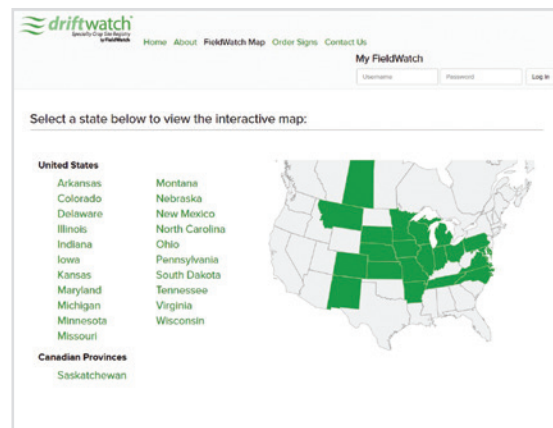 driftwatch
Specialty Crop Site Registry
by FieldWatch
Home About FieldWatch Map Order Signs Contact Us
My FieldWatch
Username Password Log in
Select a state below to view the interactive map:
United States
Arkansas
Colorado
Delaware
Illinois
Indiana
Iowa
Kansas
Maryland
Michigan
Minnesota
Missouri
Montana
Nebraska
New Mexico
North Carolina
Ohio
Pennsylvania
South Dakota
Tennessee
Virginia
Wisconsin
Canadian Provinces
Saskatchewan